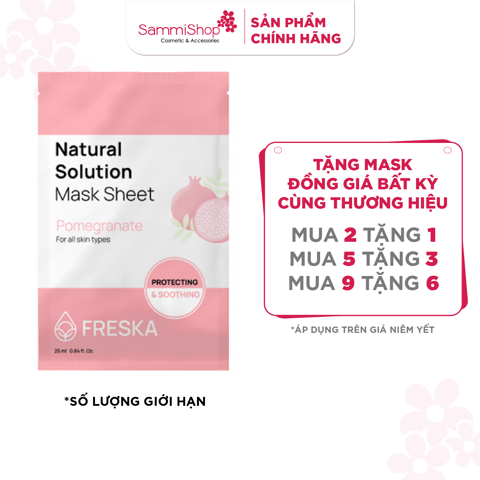 SammiShop
Cosmetic & Accessories
SẢN PHẨM
CHÍNH HÃNG
Natural
Solution
Mask Sheet
Pomegranate
For all skin types
PROTECTING
& SOOTHING
FRESKA
25 ml 0.84 fl. Oz.
*SỐ LƯỢNG GIỚI HẠN
TẶNG MASK
ĐỒNG GIÁ BẤT KỲ
CÙNG THƯƠNG HIỆU
MUA 2 TẶNG 1
MUA 5 TẶNG 3
MUA 9 TẶNG 6
*ÁP DỤNG TRÊN GIÁ NIÊM YẾT